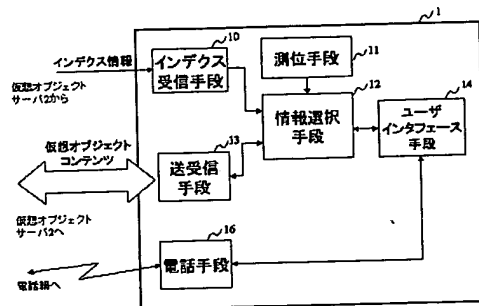 1
10
インデクス情報
インデクス
受信手段
仮想オブジェクト
サーバ2から
11
測位手段
12
情報選択
手段
14
ユーザ
インタフェース
手段
仮想オブジェクト
コンテンツ
13
送受信
手段
仮想オブジェクト
サーバ2へ
16
電話手段
電話網へ